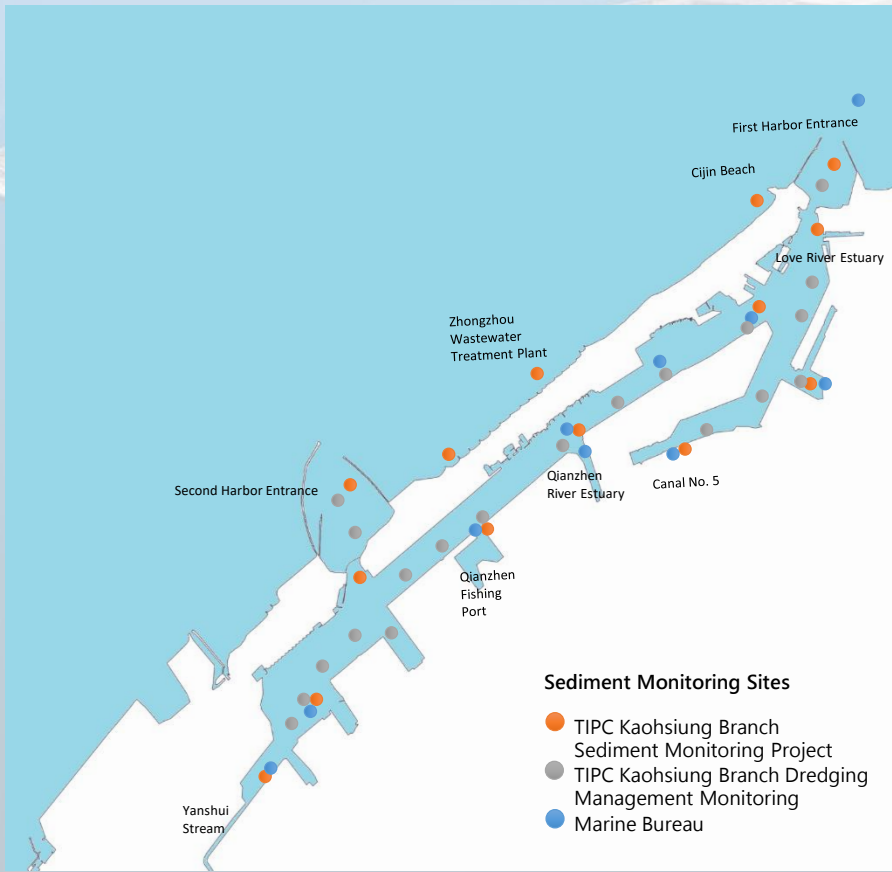 First Harbor Entrance
Cijin Beach
Love River Estuary
Zhongzhou
Wastewater
Treatment Plant
Second Harbor Entrance
Qianzhen
River Estuary
Canal No. 5
Qianzhen
Fishing
Port
Yanshui
Stream
Sediment Monitoring Sites
TIPC Kaohsiung Branch
Sediment Monitoring Project
TIPC Kaohsiung Branch Dredging
Management Monitoring
Marine Bureau